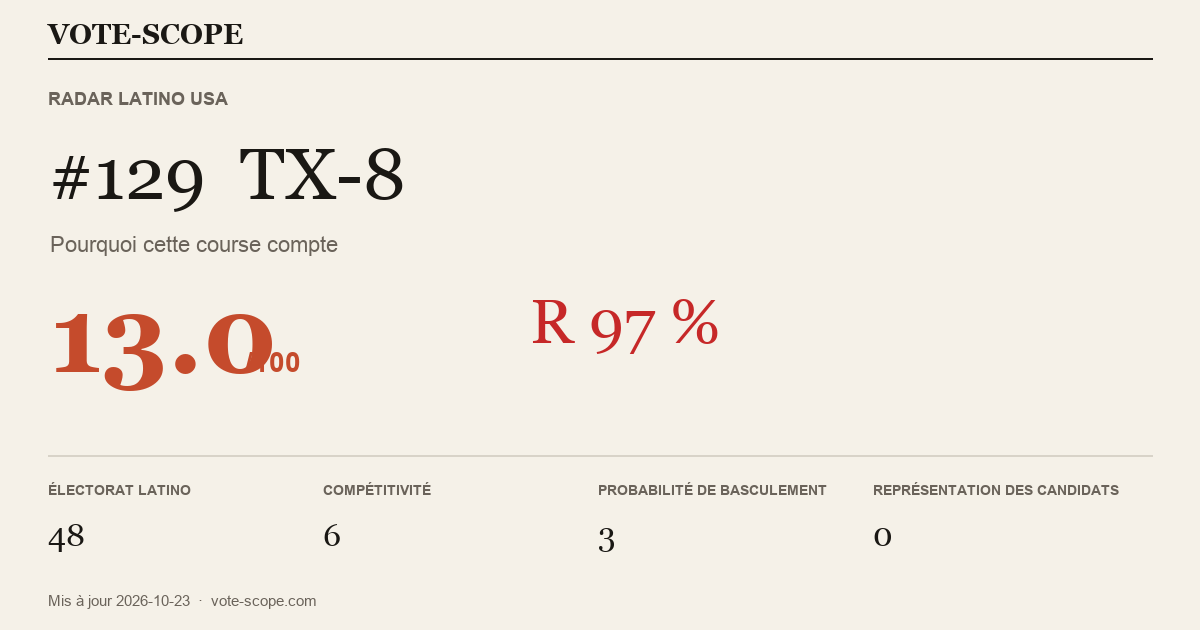 VOTE-SCOPE
RADAR LATINO USA
#129 TX-8
Pourquoi cette course compte
13.0 /100
R 97 %
ÉLECTORAT LATINO
COMPÉTITIVITÉ
PROBABILITÉ DE BASCULEMENT
REPRÉSENTATION DES CANDIDATS
48
6
3
0
Mis à jour 2026-10-23 · vote-scope.com